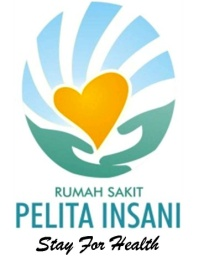 RUMAH SAKIT
PELITA INSANI
Stay For Health